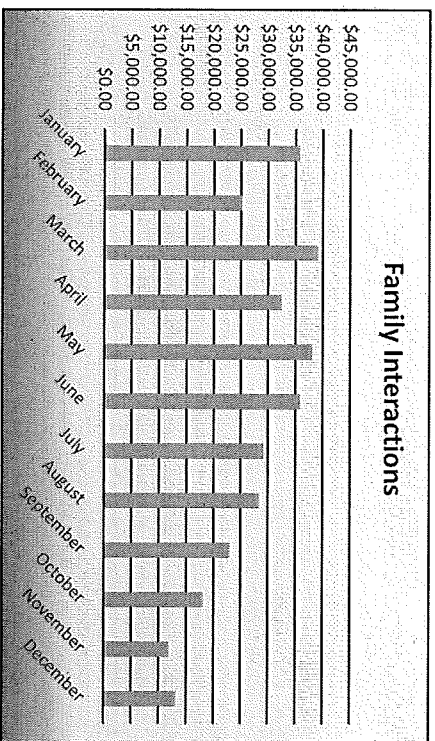 Family Interactions
$45,000.00
$40,000.00
$35,000.00
$30,000.00
$25,000.00
$20,000.00
$15,000.00
$10,000.00
$5,000.00
$0.00
January
February
March
April
May
June
July
August
September
October
November
December